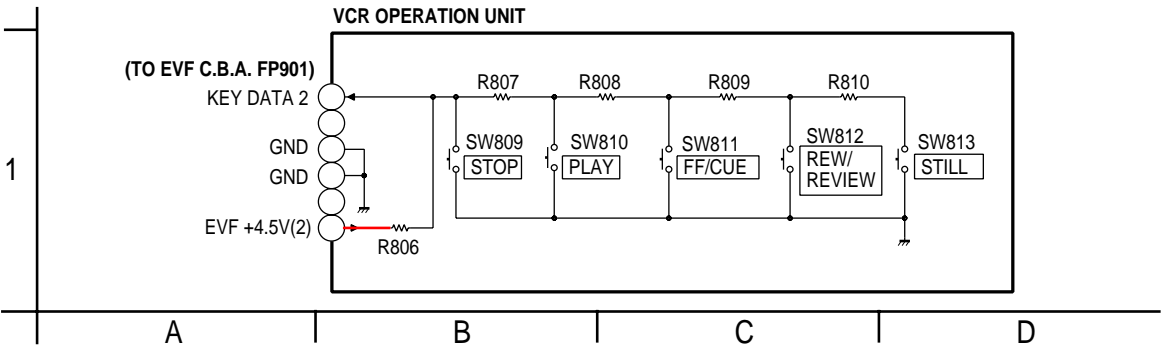 VCR OPERATION UNIT
(TO EVF C.B.A. FP901)
KEY DATA 2
GND
GND
EVF +4.5V(2)
R806
R807
R808
R809
R810
SW809
STOP
SW810
PLAY
SW811
FF/CUE
SW812
REW/
REVIEW
SW813
STILL
1
A
B
C
D